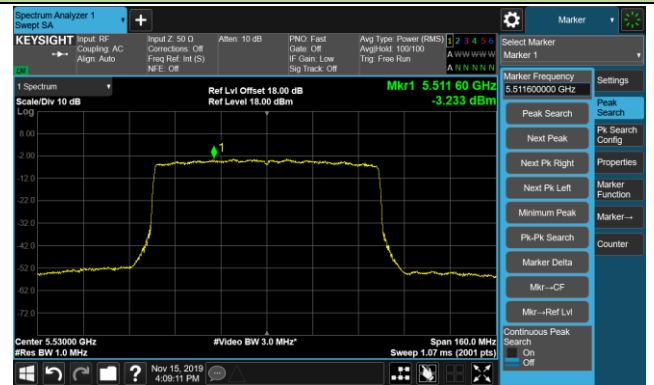 Spectrum Analyzer 1
Swept SA
Marker
KEYSIGHT
Input: RF
Coupling: AC
Align: Auto
Input Z: 50 Ω
Corrections: Off
Freq Ref: Int (S)
NFE: Off
Atten: 10 dB
PNO: Fast
Gate: Off
IF Gain: Low
Sig Track: Off
Avg Type: Power (RMS)
Avg|Hold: 100/100
Trig: Free Run
1 2 3 4 5 6
A W W W W W
A N N N N N
Select Marker
Marker 1
1 Spectrum
Scale/Div 10 dB
Ref Lvl Offset 18.00 dB
Ref Level 18.00 dBm
Mkr1 5.511 60 GHz
-3.233 dBm
Log
8.00
-2.00
-12.0
-22.0
-32.0
-42.0
-52.0
-62.0
-72.0
1
Center 5.53000 GHz
#Res BW 1.0 MHz
#Video BW 3.0 MHz*
Span 160.0 MHz
Sweep 1.07 ms (2001 pts)
Nov 15, 2019
4:09:11 PM
Marker Frequency
5.511600000 GHz
Peak Search
Next Peak
Next Pk Right
Next Pk Left
Minimum Peak
Pk-Pk Search
Marker Delta
Mkr→CF
Mkr→Ref Lvl
Continuous Peak
Search
On
Off
Settings
Peak
Search
Pk Search
Config
Properties
Marker
Function
Marker→
Counter